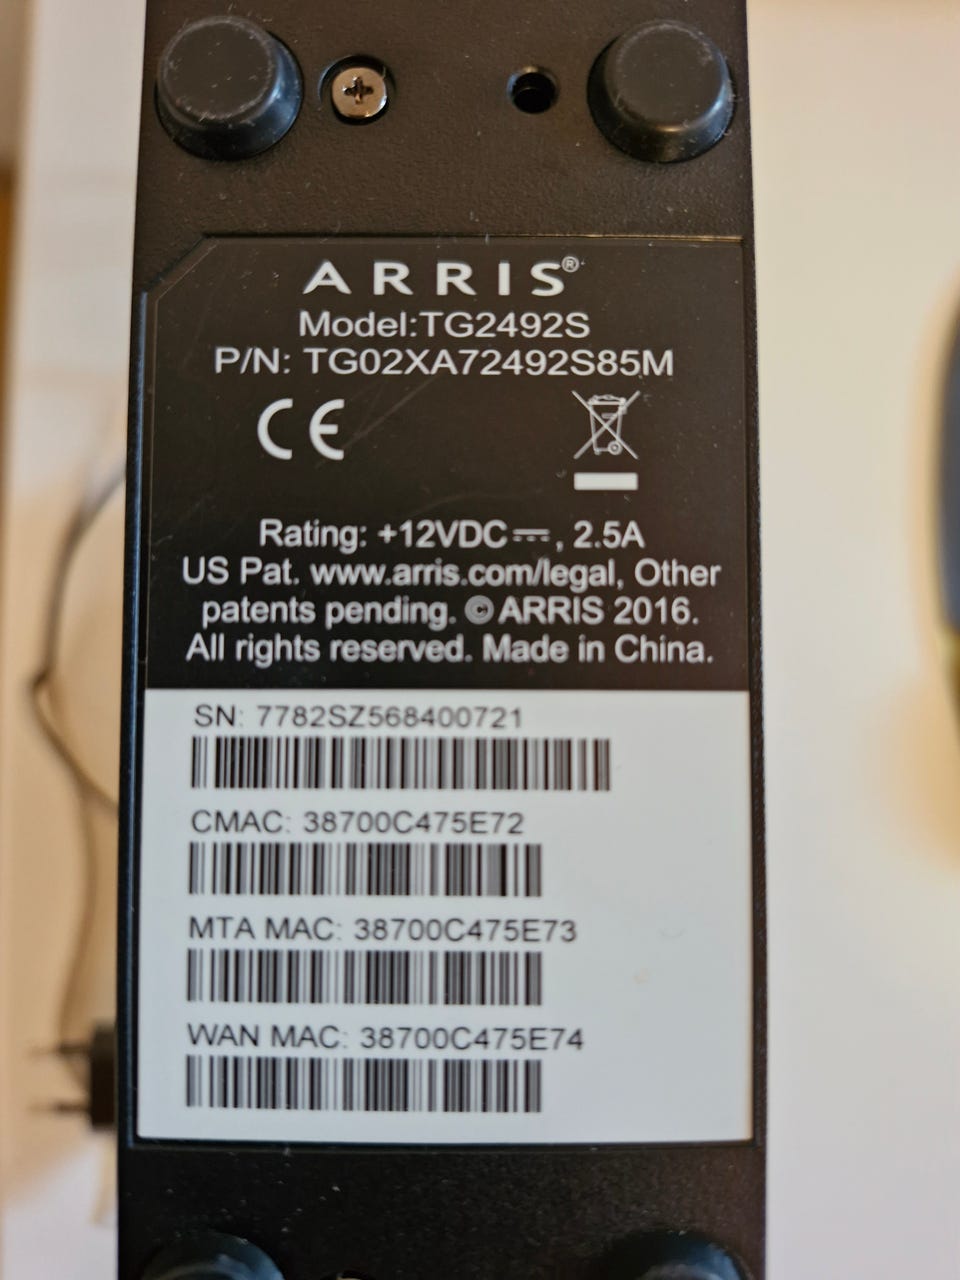 ARRIS®
Model:TG2492S
P/N: TG02XA72492S85M
CE
Rating: +12VDC⎓, 2.5A
US Pat. www.arris.com/legal, Other
patents pending. © ARRIS 2016.
All rights reserved. Made in China.
SN: 7782SZ568400721
CMAC: 38700C475E72
MTA MAC: 38700C475E73
WAN MAC: 38700C475E74